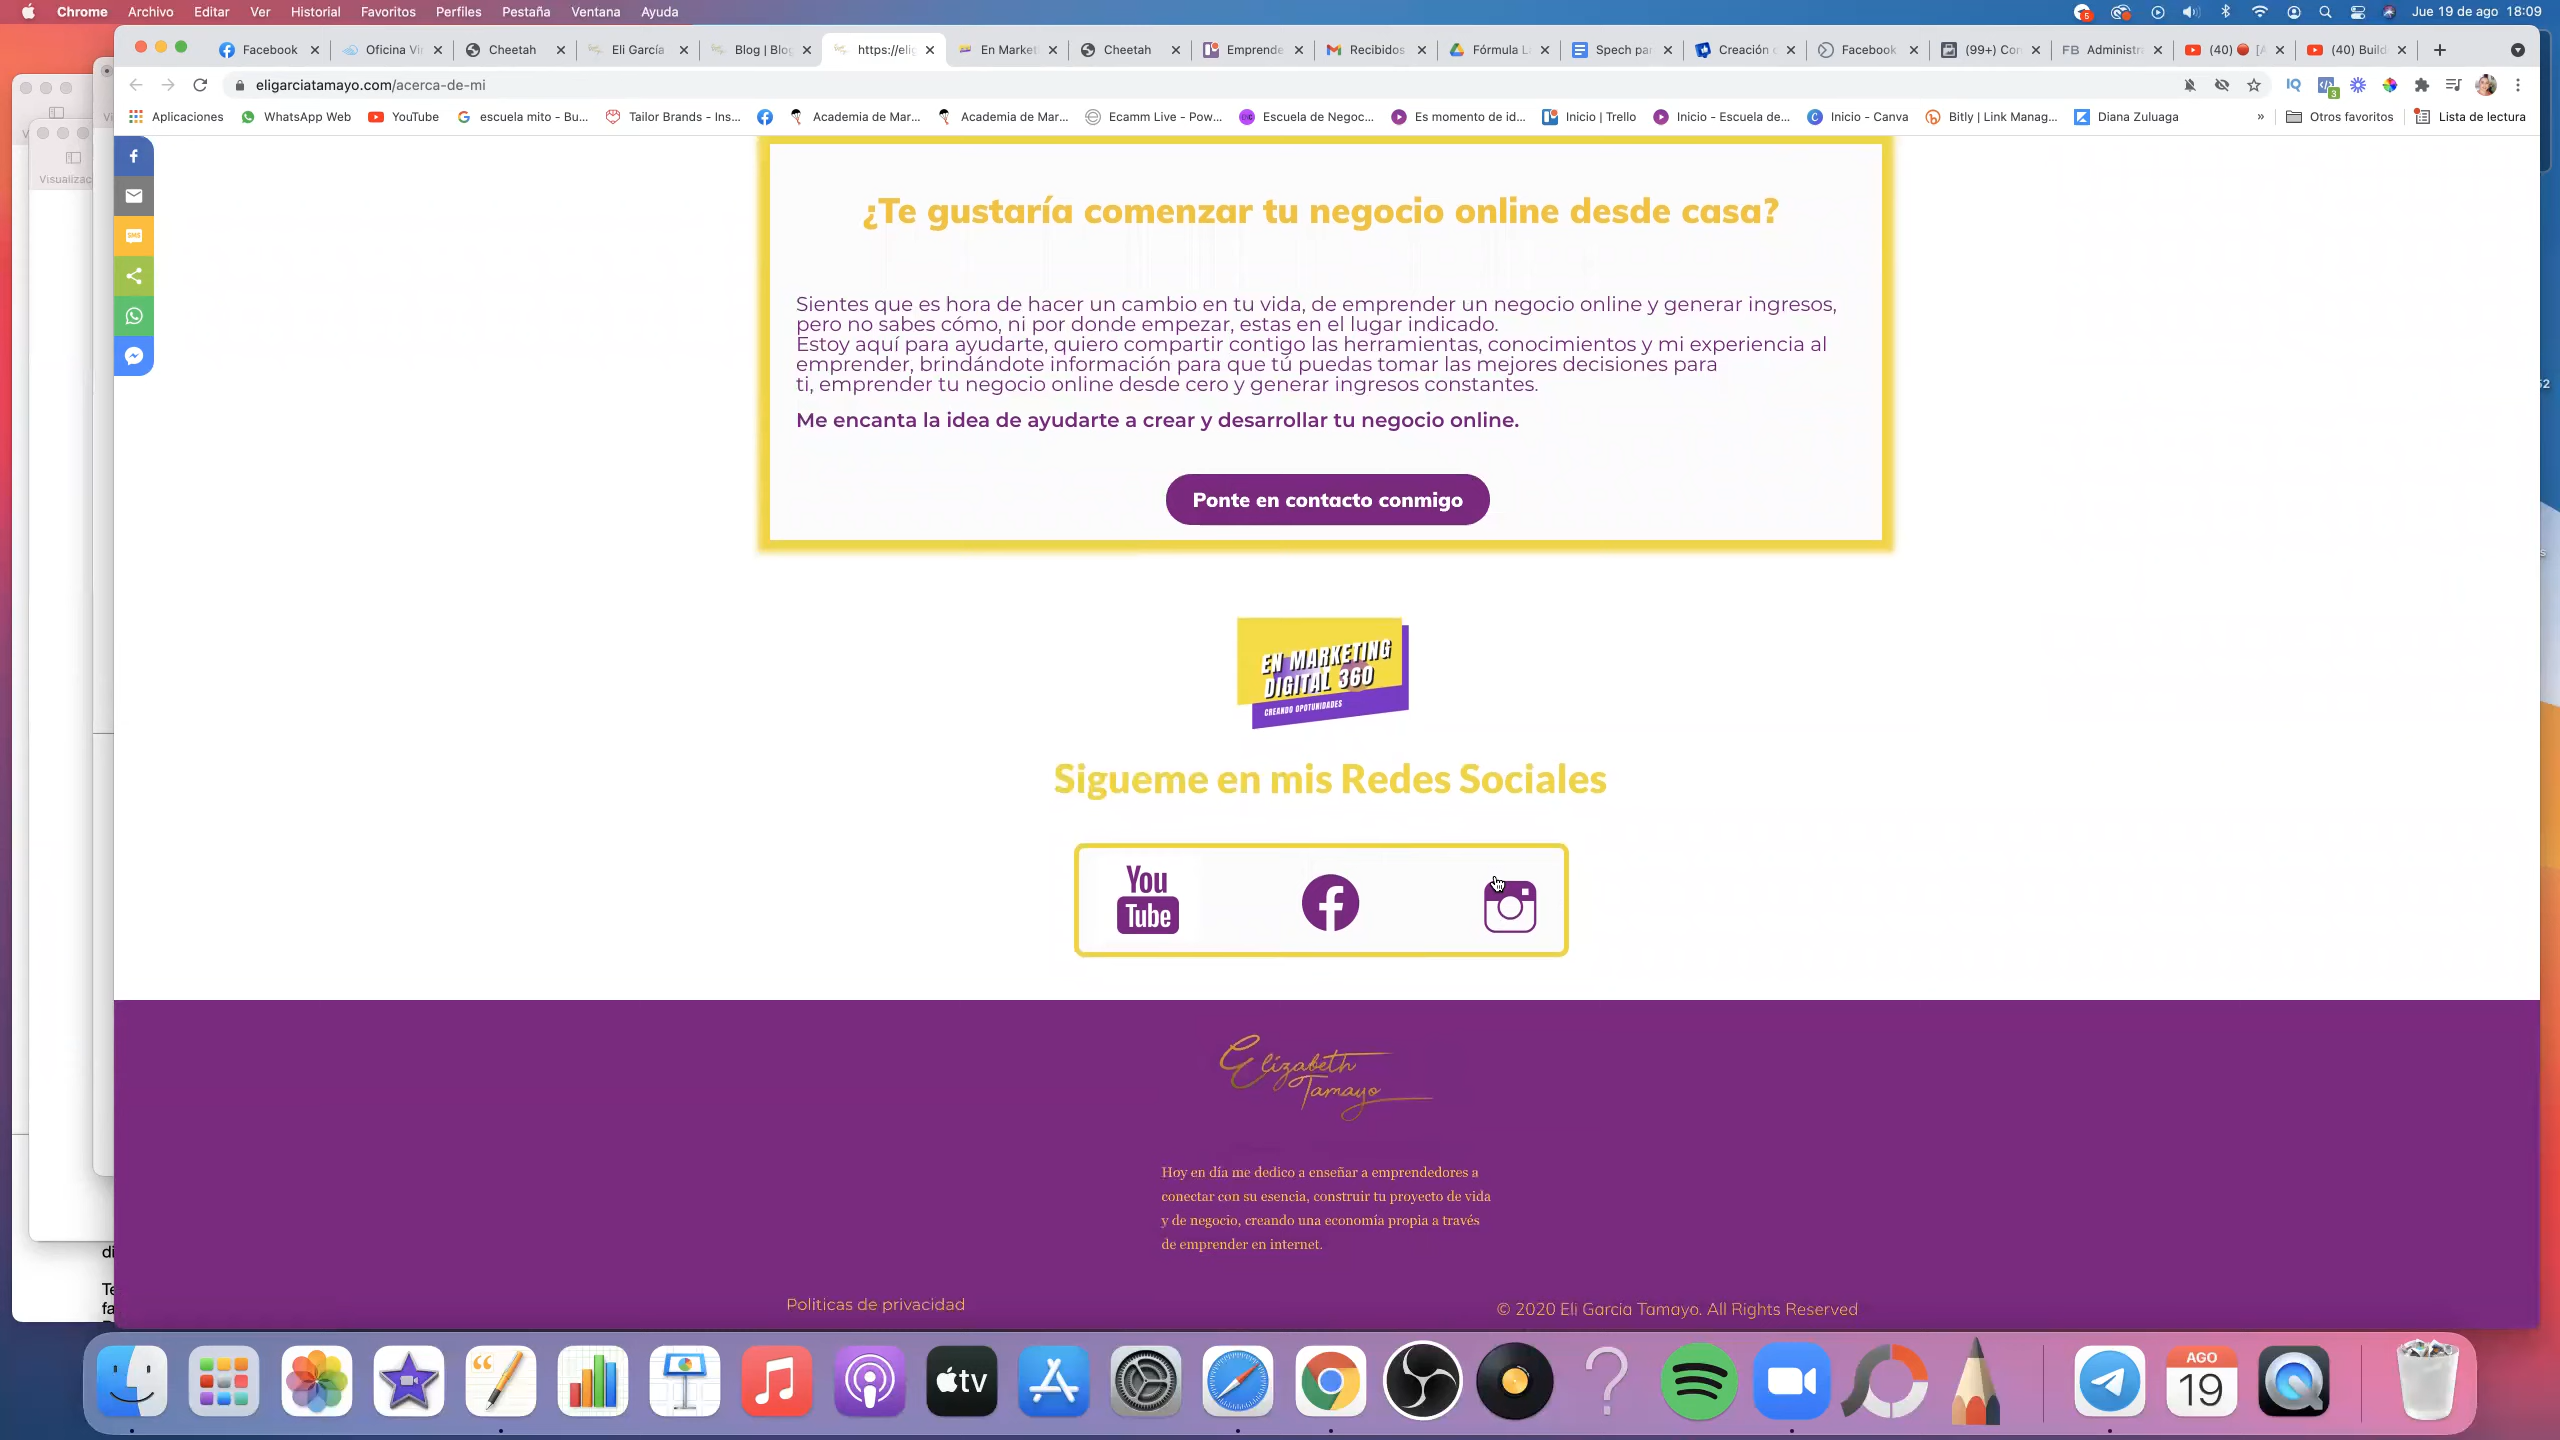 Chrome Archivo Editar Ver Historial Favoritos Perfiles Pestaña Ventana Ayuda
Jue 19 de ago 18:09
Facebook
Oficina Vir
Cheetah
Eli García
Blog | Blog
https://elig
En Market
Cheetah
Emprende
Recibidos
Fórmula L
Spech par
Creación
Facebook
(99+) Cor
FB Administra
(40)
(40) Build
eligarciatamayo.com/acerca-de-mi
Aplicaciones
WhatsApp Web
YouTube
escuela mito - Bu...
Tailor Brands - Ins...
Academia de Mar...
Academia de Mar...
Ecamm Live - Pow...
Escuela de Negoc...
Es momento de id...
Inicio | Trello
Inicio - Escuela de...
Inicio - Canva
Bitly | Link Manag...
Diana Zuluaga
»
Otros favoritos
Lista de lectura
Visualizac
SMS
¿Te gustaría comenzar tu negocio online desde casa?
Sientes que es hora de hacer un cambio en tu vida, de emprender un negocio online y generar ingresos,
pero no sabes cómo, ni por donde empezar, estas en el lugar indicado.
Estoy aquí para ayudarte, quiero compartir contigo las herramientas, conocimientos y mi experiencia al
emprender, brindándote información para que tú puedas tomar las mejores decisiones para
ti, emprender tu negocio online desde cero y generar ingresos constantes.
Me encanta la idea de ayudarte a crear y desarrollar tu negocio online.
Ponte en contacto conmigo
EN MARKETING
DIGITAL 360
CREANDO OPOTUNIDADES
Sigueme en mis Redes Sociales
You
Tube
Elizabeth
Tamayo
Hoy en día me dedico a enseñar a emprendedores a
conectar con su esencia, construir tu proyecto de vida
y de negocio, creando una economía propia a través
de emprender en internet.
Politicas de privacidad
© 2020 Eli García Tamayo. All Rights Reserved
di
Te
fa
tv
AGO
19